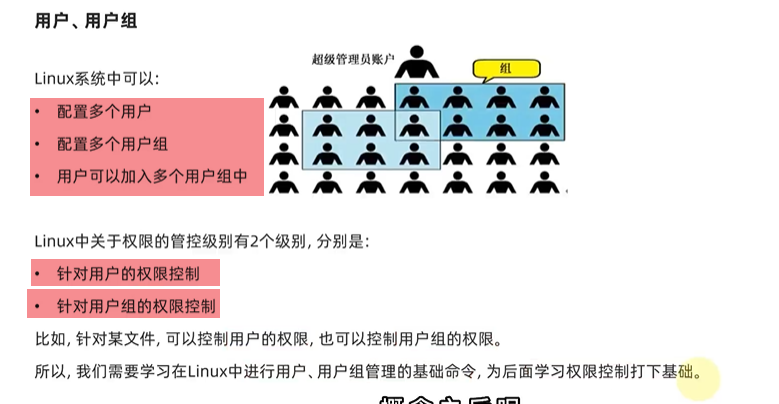 用户、用户组
超级管理员账户
组
Linux系统中可以:
• 配置多个用户
• 配置多个用户组
• 用户可以加入多个用户组中
Linux中关于权限的管控级别有2个级别, 分别是:
• 针对用户的权限控制
• 针对用户组的权限控制
比如, 针对某文件, 可以控制用户的权限, 也可以控制用户组的权限。
所以, 我们需要学习在Linux中进行用户、用户组管理的基础命令, 为后面学习权限控制打下基础。